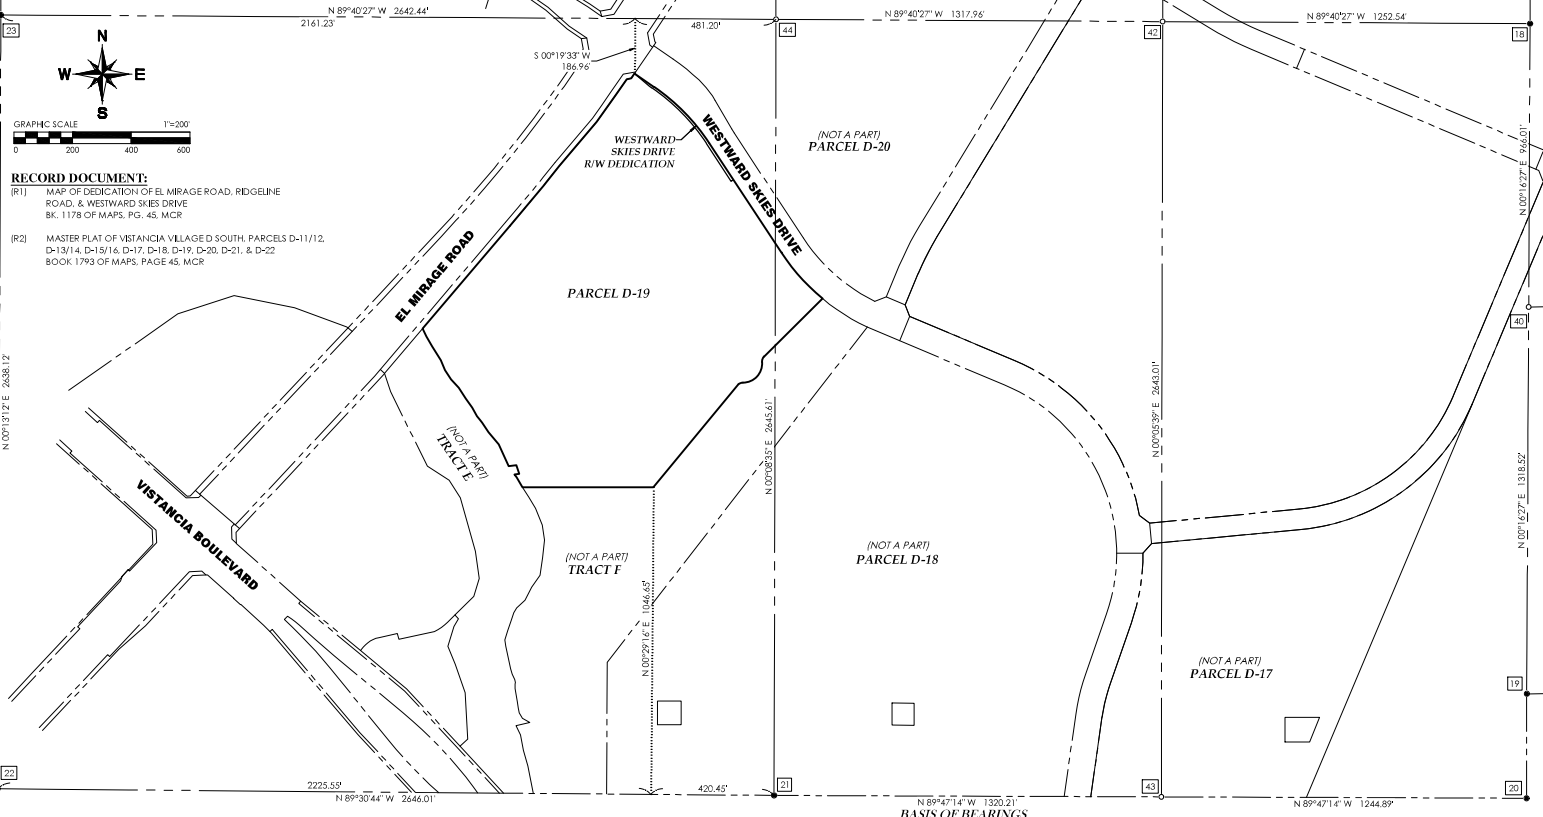 N 89°40'27" W 2642.44'
2161.23'
481.20'
N 89°40'27" W 1317.96'
N 89°40'27" W 1252.54'
23
44
42
18
N
W
E
S
S 00°19'33" W
186.96'
GRAPHIC SCALE
1"=200'
0
200
400
600
RECORD DOCUMENT:
(R1) MAP OF DEDICATION OF EL MIRAGE ROAD, RIDGELINE
ROAD, & WESTWARD SKIES DRIVE
BK. 1178 OF MAPS, PG. 45, MCR
(R2) MASTER PLAT OF VISTANCIA VILLAGE D SOUTH, PARCELS D-11/12,
D-13/14, D-15/16, D-17, D-18, D-19, D-20, D-21, & D-22
BOOK 1793 OF MAPS, PAGE 45, MCR
WESTWARD
SKIES DRIVE
R/W DEDICATION
WESTWARD SKIES DRIVE
(NOT A PART)
PARCEL D-20
N 00°16'27" E 966.01'
EL MIRAGE ROAD
PARCEL D-19
40
N 00°13'12" E 2638.12'
N 00°08'35" E 2645.61'
N 00°05'39" E 2643.01'
N 00°16'27" E 1318.52'
(NOT A PART)
TRACT E
VISTANCIA BOULEVARD
(NOT A PART)
TRACT F
(NOT A PART)
PARCEL D-18
N 00°29'16" E 1046.65'
(NOT A PART)
PARCEL D-17
19
22
21
43
20
2225.55'
420.45'
N 89°30'44" W 2646.01'
N 89°47'14" W 1320.21'
BASIS OF BEARINGS
N 89°47'14" W 1244.89'